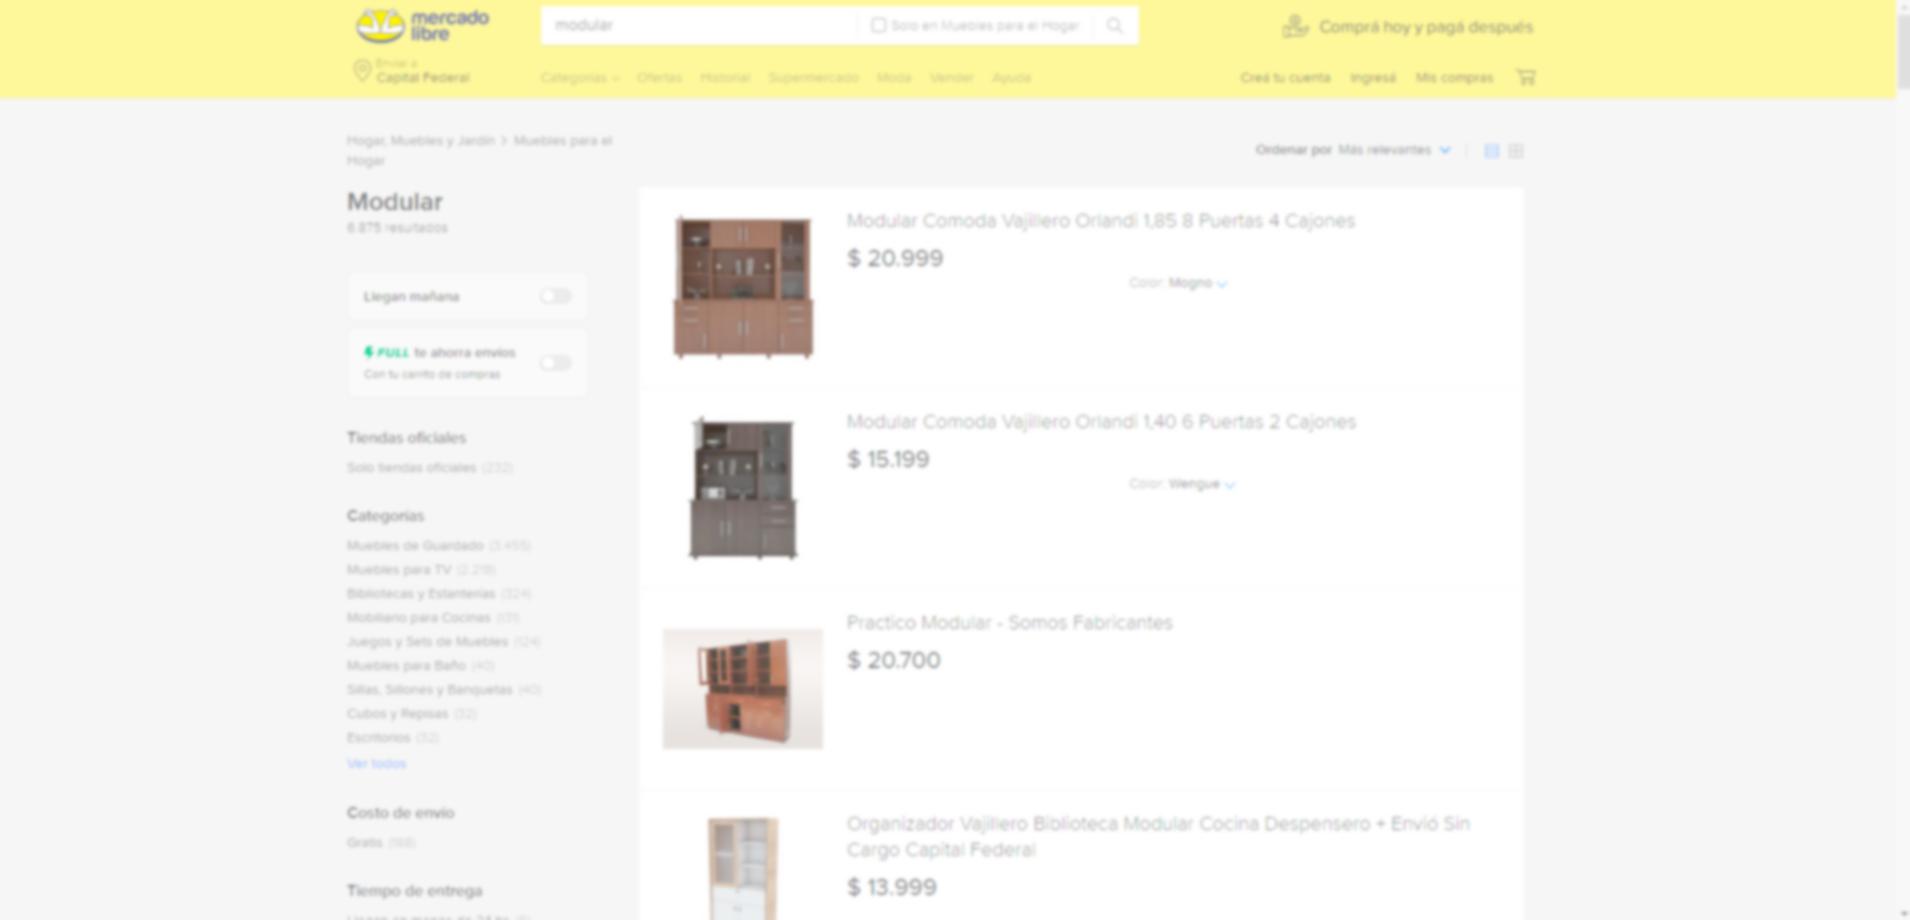 mercado
libre
modular
Solo en Muebles para el Hogar
Comprá hoy y pagá después
Enviar a
Capital Federal
Categorías
Ofertas
Historial
Supermercado
Moda
Vender
Ayuda
Creá tu cuenta
Ingresá
Mis compras
Hogar, Muebles y Jardín > Muebles para el
Hogar
Ordenar por Más relevantes
Modular
6.875 resultados
Llegan mañana
FULL te ahorra envíos
Con tu carrito de compras
Tiendas oficiales
Solo tiendas oficiales (232)
Categorías
Muebles de Guardado (3.455)
Muebles para TV
Bibliotecas y Estanterías (324)
Mobiliario para Cocinas
Juegos y Sets de Muebles (124)
Muebles para Baño (40)
Sillas, Sillones y Banquetas (40)
Cubos y Repisas (32)
Escritorios (32)
Ver todos
Costo de envío
Gratis
Tiempo de entrega
Modular Comoda Vajillero Orlandi 1,85 8 Puertas 4 Cajones
$ 20.999
Color: Mogno
Modular Comoda Vajillero Orlandi 1,40 6 Puertas 2 Cajones
$ 15.199
Color: Wengue
Practico Modular - Somos Fabricantes
$ 20.700
Organizador Vajillero Biblioteca Modular Cocina Despensero + Envió Sin
Cargo Capital Federal
$ 13.999